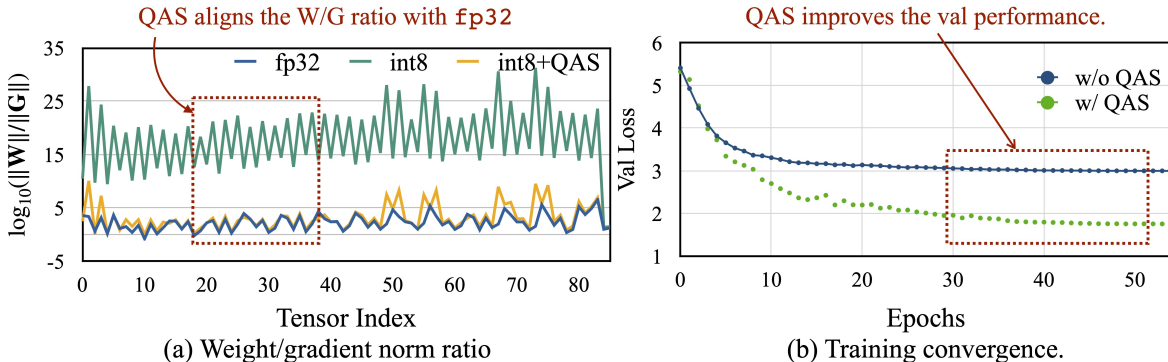 QAS aligns the W/G ratio with fp32
35
25
15
5
-5
log₁₀(||W||/||G||)
fp32 int8 int8+QAS
0 10 20 30 40 50 60 70 80
Tensor Index
(a) Weight/gradient norm ratio
QAS improves the val performance.
6
5
4
3
2
1
Val Loss
w/o QAS
w/ QAS
0 10 20 30 40 50
Epochs
(b) Training convergence.